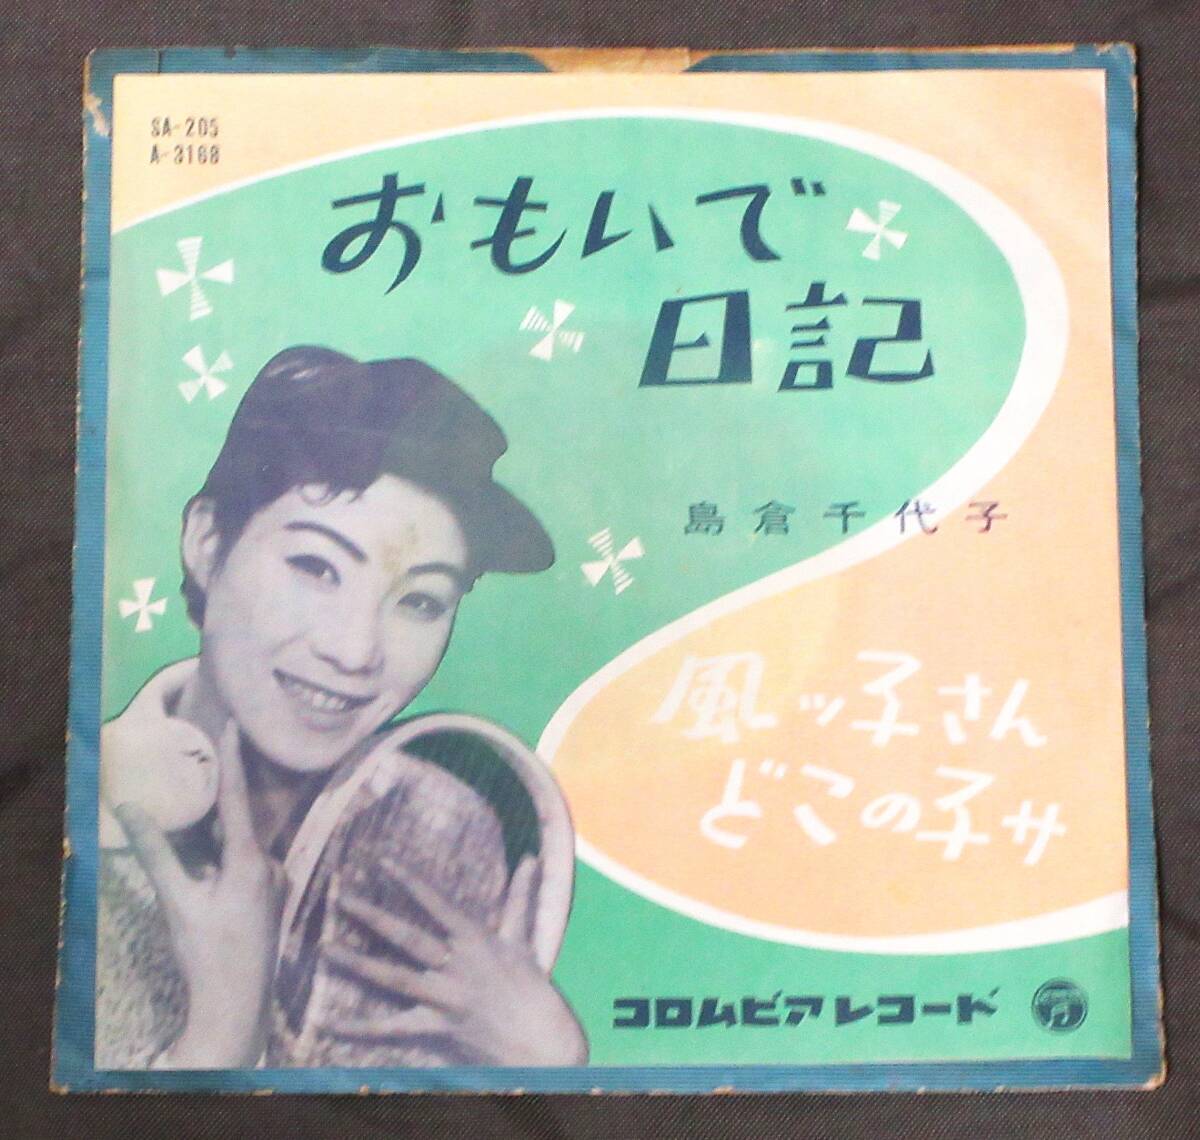 SA-205
A-3168
おもいで
日記
島倉千代子
風ッ子さん
どこの子サ
コロムビアレコード